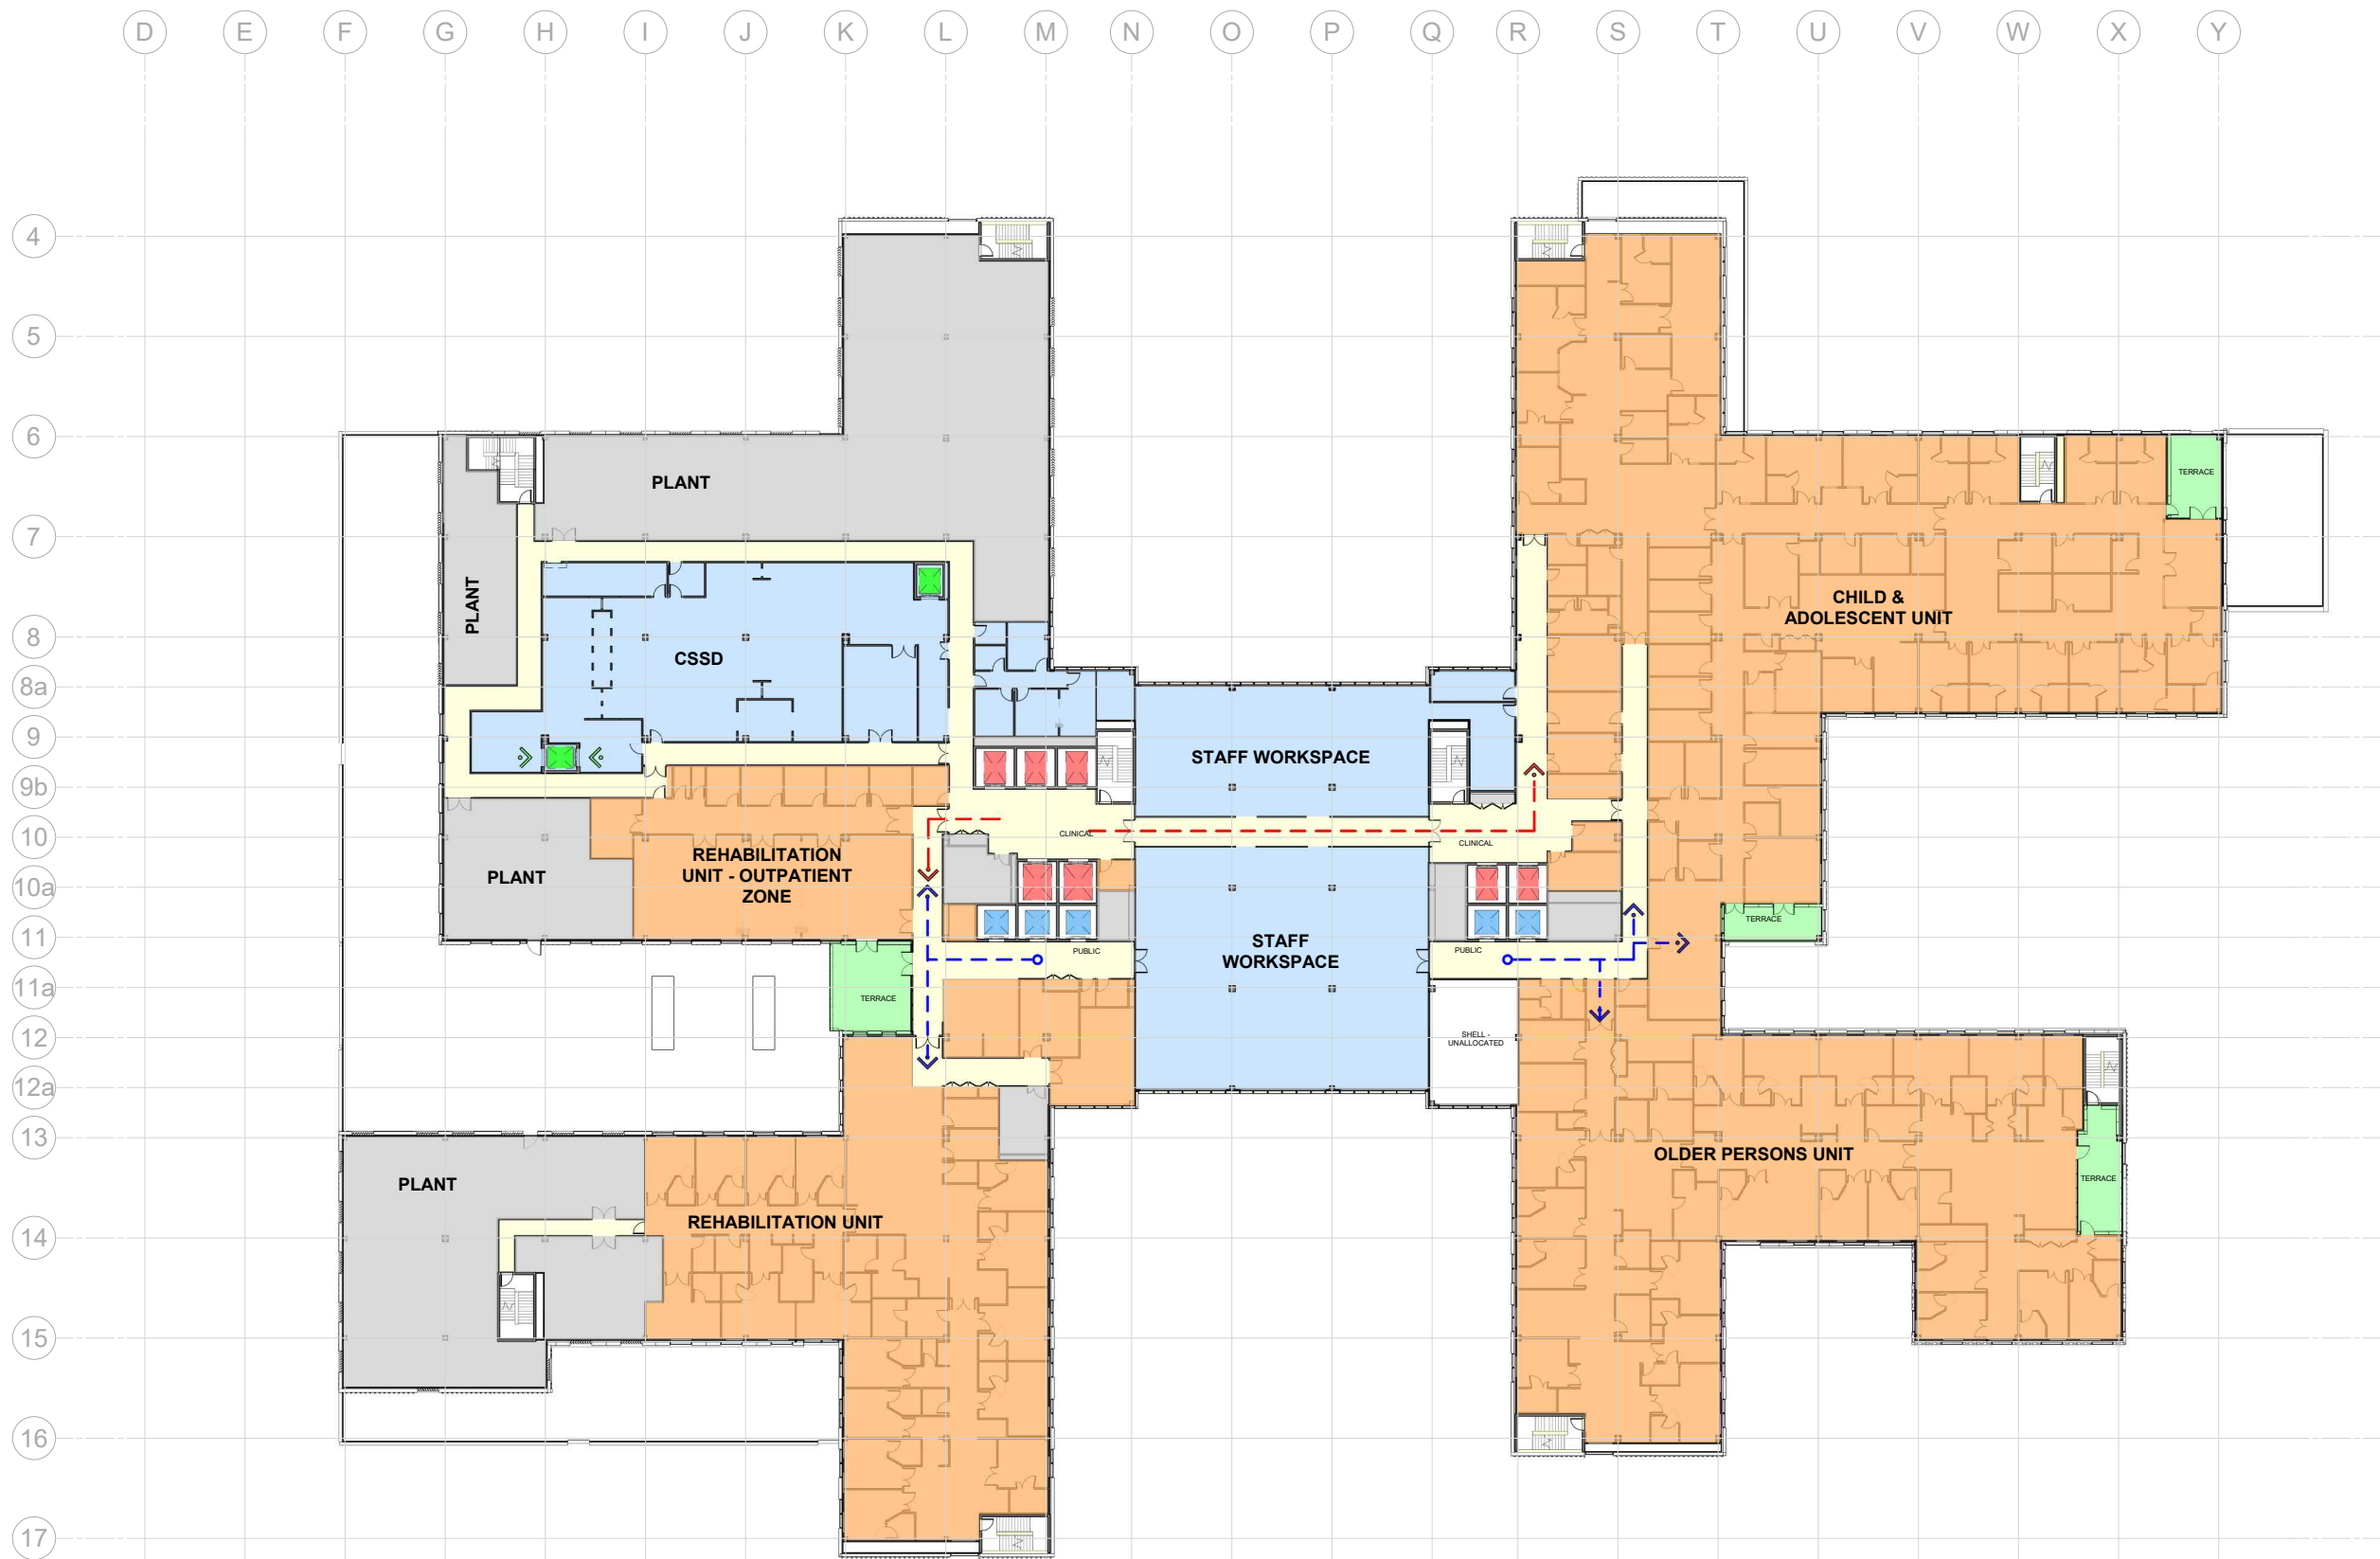 D E F G H I J K L M N O P Q R S T U V W X Y
4
5
6
TERRACE
PLANT
7
PLANT
CHILD &
ADOLESCENT UNIT
8
CSSD
8a
9
STAFF WORKSPACE
9b
CLINICAL
CLINICAL
10
REHABILITATION
UNIT - OUTPATIENT
ZONE
PLANT
10a
TERRACE
11
STAFF
WORKSPACE
PUBLIC
PUBLIC
11a
TERRACE
12
SHELL -
UNALLOCATED
12a
13
OLDER PERSONS UNIT
TERRACE
PLANT
REHABILITATION UNIT
14
15
16
17